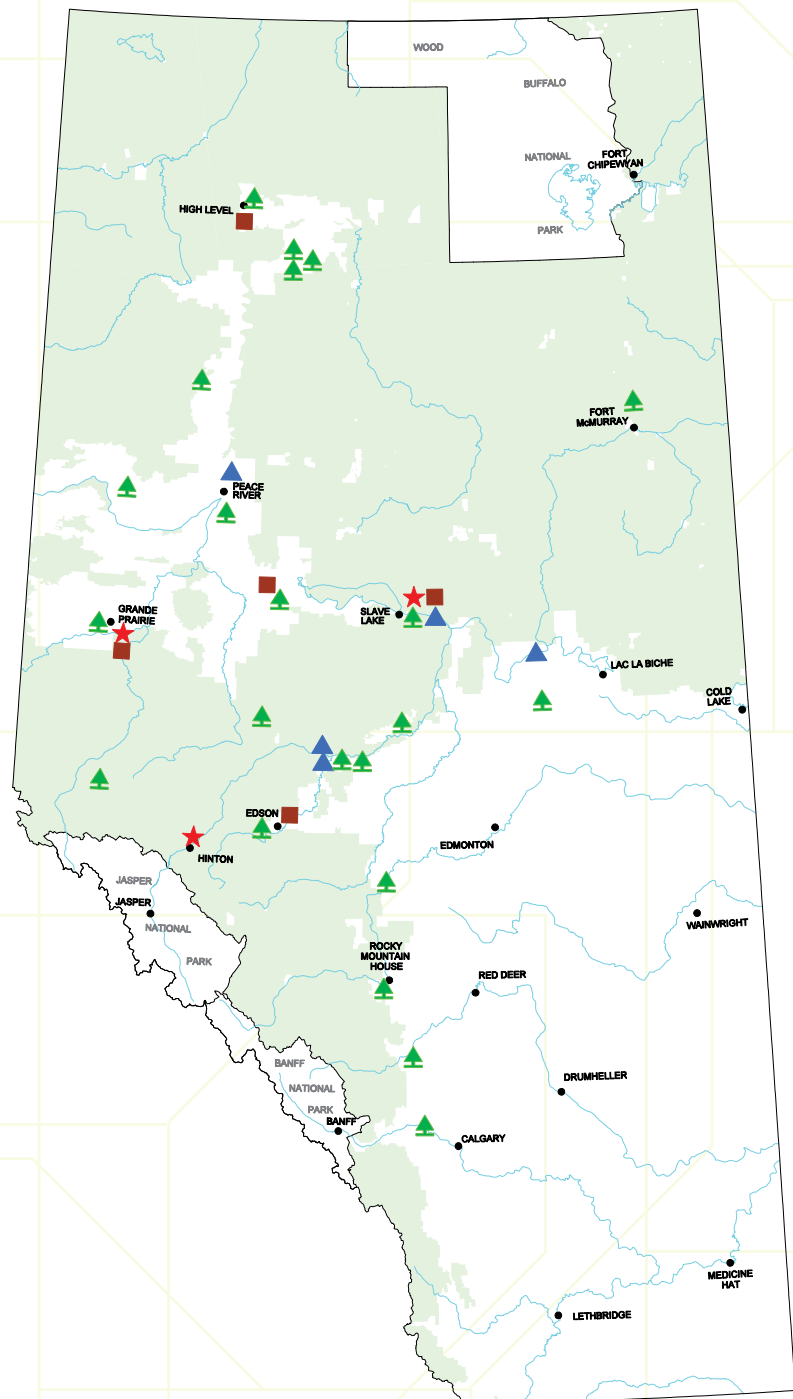 WOOD
BUFFALO
NATIONAL
PARK
FORT
CHIPEWYAN
HIGH LEVEL
FORT
McMURRAY
PEACE
RIVER
GRANDE
PRAIRIE
SLAVE
LAKE
LAC LA BICHE
COLD
LAKE
EDSON
HINTON
EDMONTON
JASPER
JASPER
NATIONAL
PARK
WAINWRIGHT
ROCKY
MOUNTAIN
HOUSE
RED DEER
BANFF
NATIONAL
PARK
BANFF
DRUMHELLER
CALGARY
MEDICINE
HAT
LETHBRIDGE